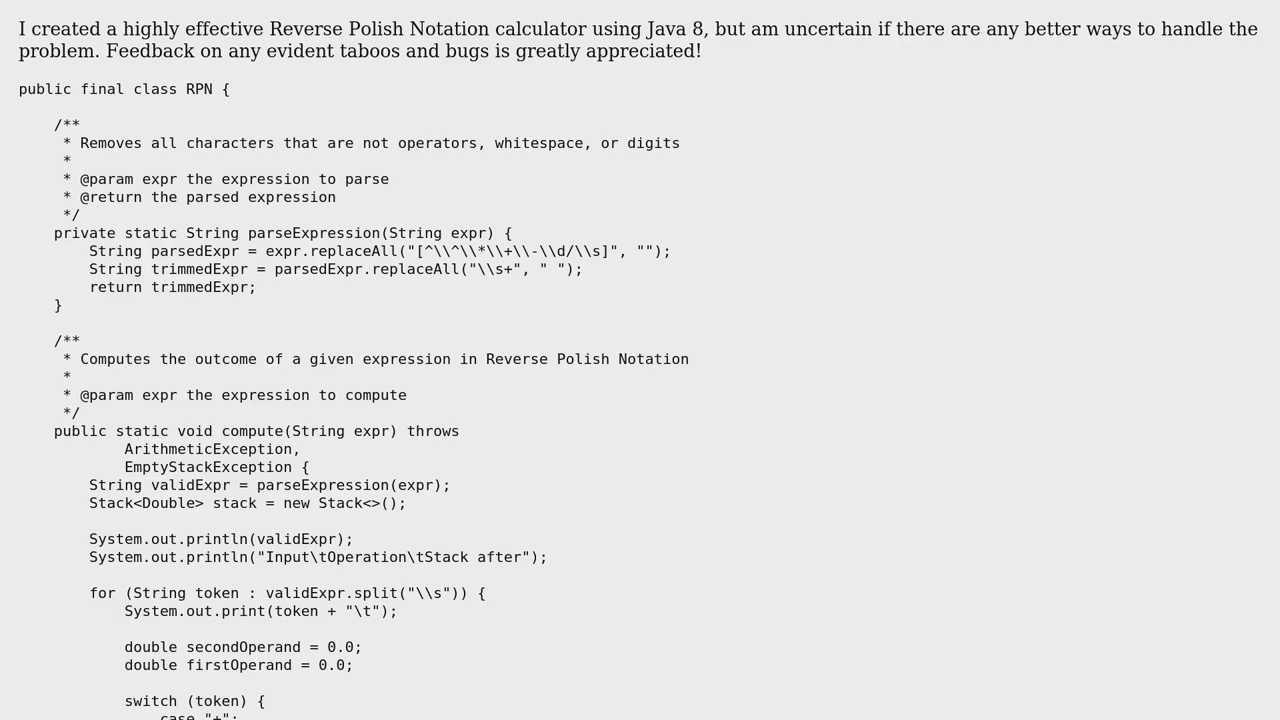 I created a highly effective Reverse Polish Notation calculator using Java 8, but am uncertain if there are any better ways to handle the
problem. Feedback on any evident taboos and bugs is greatly appreciated!
public final class RPN {
    /**
     * Removes all characters that are not operators, whitespace, or digits
     *
     * @param expr the expression to parse
     * @return the parsed expression
     */
    private static String parseExpression(String expr) {
        String parsedExpr = expr.replaceAll("[^\\^\\*\\+\\-\\d/\\s]", "");
        String trimmedExpr = parsedExpr.replaceAll("\\s+", " ");
        return trimmedExpr;
    }
    /**
     * Computes the outcome of a given expression in Reverse Polish Notation
     *
     * @param expr the expression to compute
     */
    public static void compute(String expr) throws
            ArithmeticException,
            EmptyStackException {
        String validExpr = parseExpression(expr);
        Stack<Double> stack = new Stack<>();
        System.out.println(validExpr);
        System.out.println("Input\tOperation\tStack after");
        for (String token : validExpr.split("\\s")) {
            System.out.print(token + "\t");
            double secondOperand = 0.0;
            double firstOperand = 0.0;
            switch (token) {
                case "+":